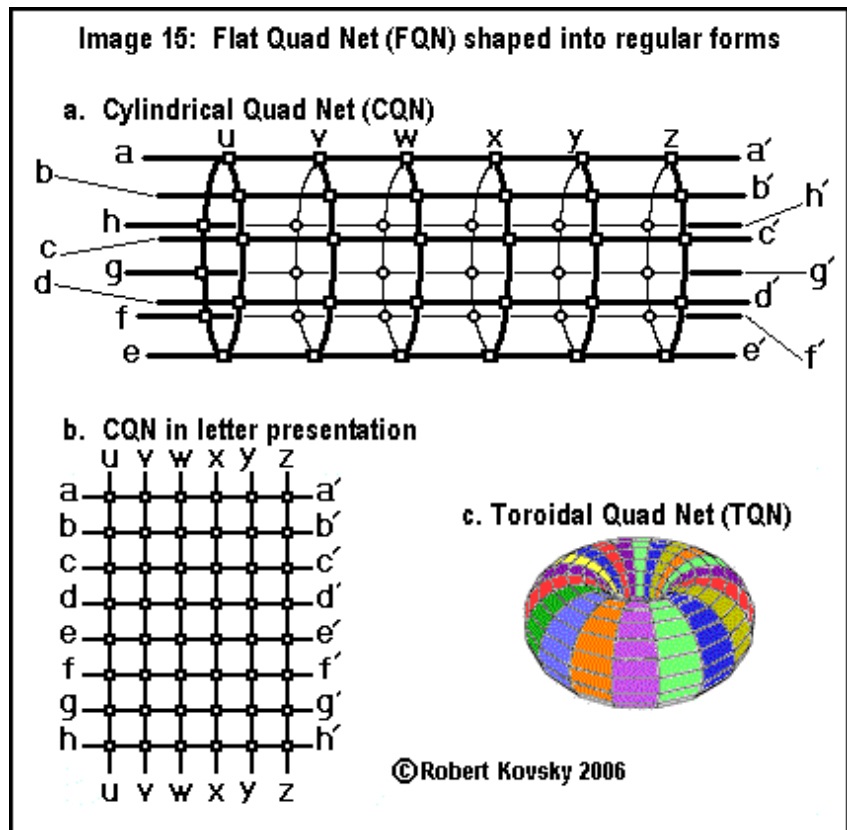 Image 15: Flat Quad Net (FQN) shaped into regular forms
a. Cylindrical Quad Net (CQN)
u v w x y z
a a′
b b′
h h′
c c′
g g′
d d′
f f′
e e′
b. CQN in letter presentation
u v w x y z
a a′
b b′
c c′
d d′
e e′
f f′
g g′
h h′
u v w x y z
c. Toroidal Quad Net (TQN)
©Robert Kovsky 2006